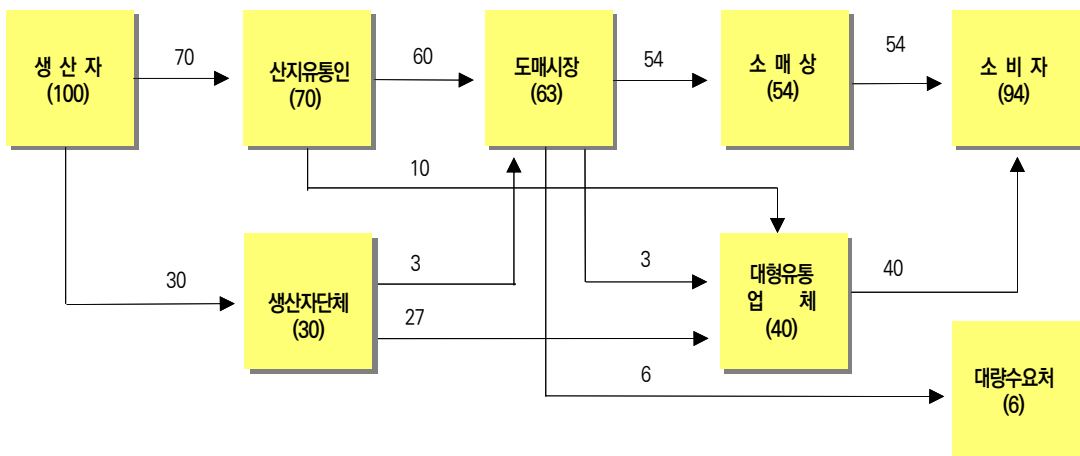 생 산 자
(100)
70
산지유통인
(70)
60
도매시장
(63)
54
소 매 상
(54)
54
소 비 자
(94)
10
30
생산자단체
(30)
3
27
3
대형유통
업 체
(40)
40
6
대량수요처
(6)